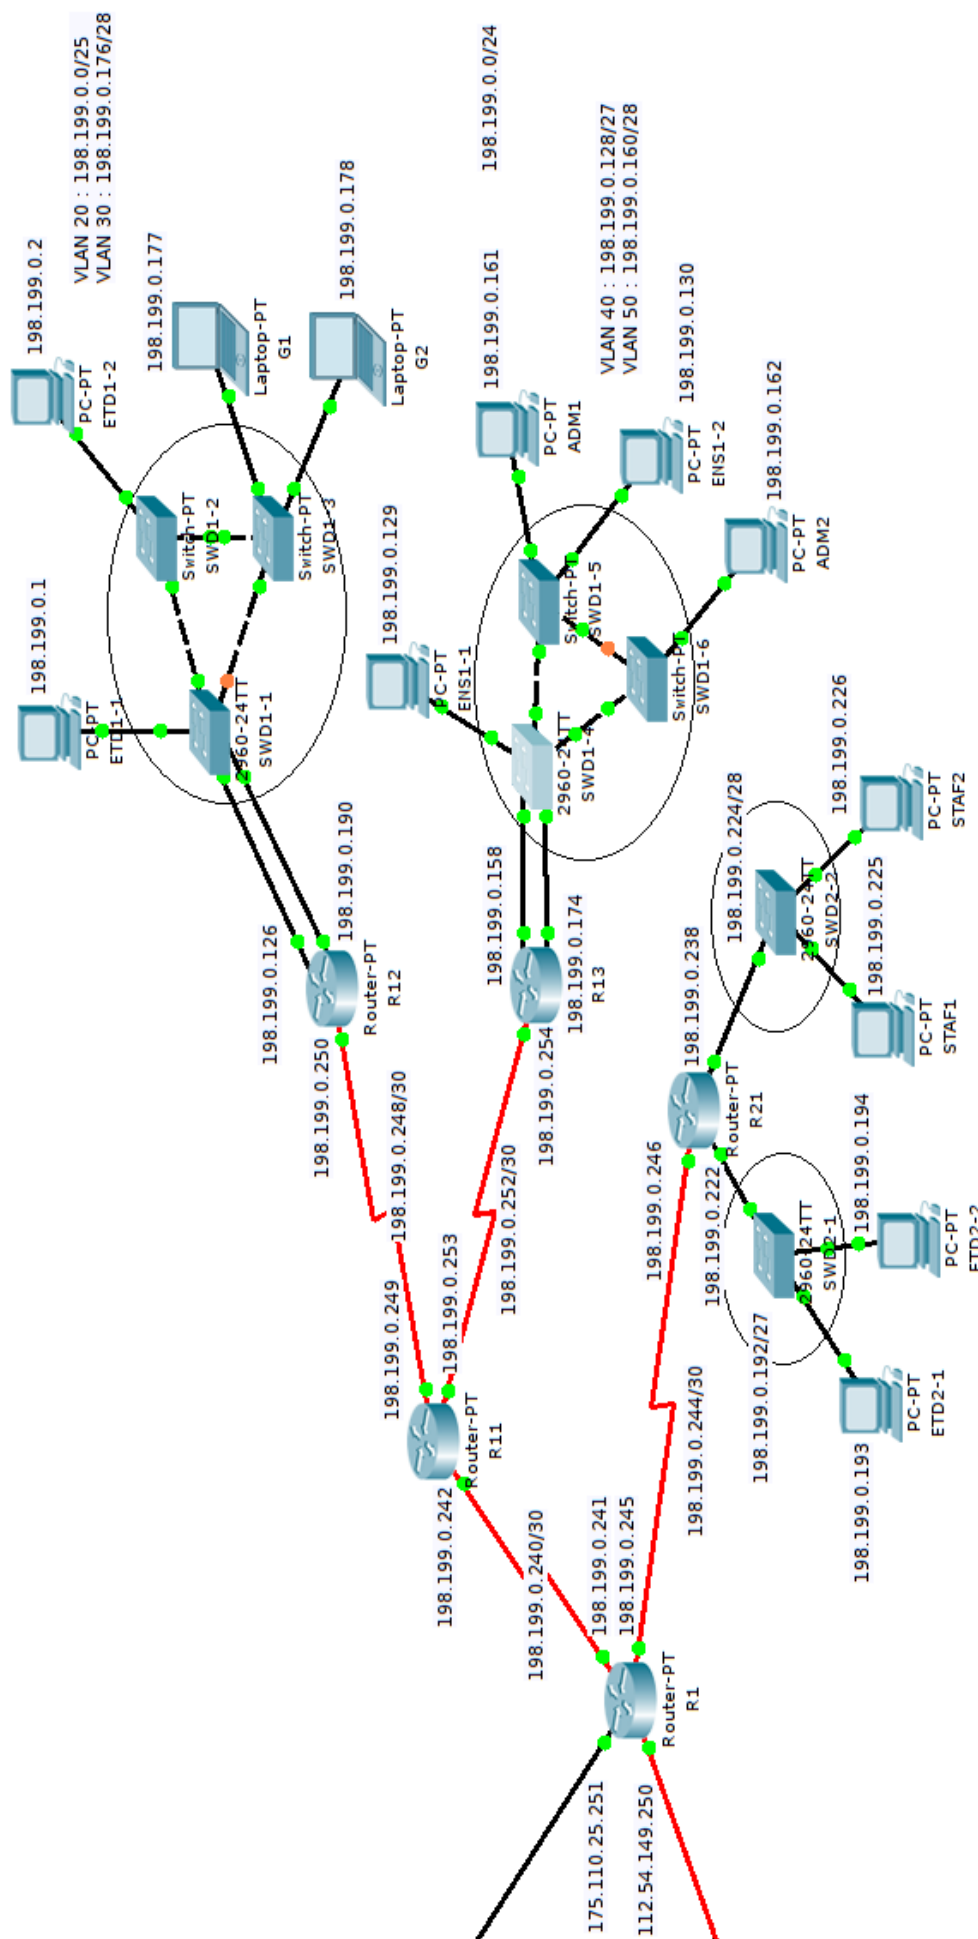 198.199.0.0/24
VLAN 20 : 198.199.0.0/25
VLAN 30 : 198.199.0.176/28
198.199.0.1
PC-PT
ETD1-1
198.199.0.2
PC-PT
ETD1-2
198.199.0.177
Laptop-PT
G1
198.199.0.178
Laptop-PT
G2
Switch-PT
SWD1-2
Switch-PT
SWD1-3
2960-24TT
SWD1-1
198.199.0.126
198.199.0.190
Router-PT
R12
198.199.0.250
198.199.0.248/30
198.199.0.249
VLAN 40 : 198.199.0.128/27
VLAN 50 : 198.199.0.160/28
198.199.0.129
PC-PT
ENS1-1
198.199.0.161
PC-PT
ADM1
198.199.0.130
PC-PT
ENS1-2
198.199.0.162
PC-PT
ADM2
Switch-PT
SWD1-5
Switch-PT
SWD1-6
2960-24TT
SWD1-4
198.199.0.158
198.199.0.174
Router-PT
R13
198.199.0.254
198.199.0.252/30
198.199.0.253
Router-PT
R11
198.199.0.242
198.199.0.240/30
198.199.0.241
198.199.0.245
Router-PT
R1
175.110.25.251
112.54.149.250
198.199.0.244/30
198.199.0.246
Router-PT
R21
198.199.0.238
198.199.0.222
198.199.0.224/28
2960-24TT
SWD2-2
198.199.0.226
PC-PT
STAF2
198.199.0.225
PC-PT
STAF1
198.199.0.192/27
2960-24TT
SWD2-1
198.199.0.194
PC-PT
ETD2-2
198.199.0.193
PC-PT
ETD2-1